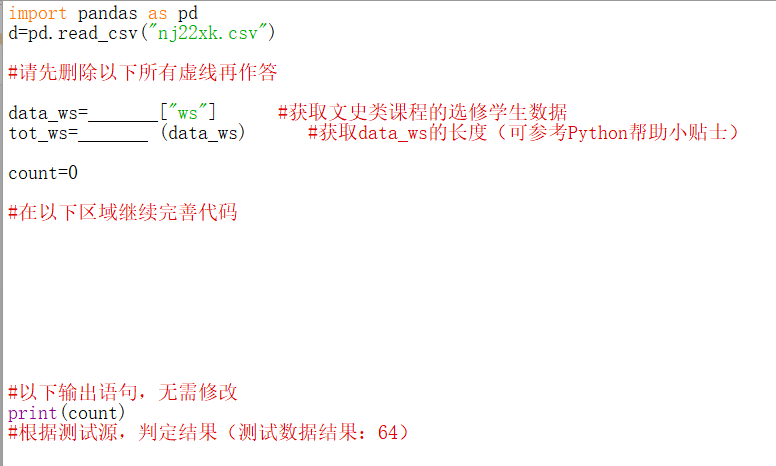 import pandas as pd
d=pd.read_csv("nj22xk.csv")
#请先删除以下所有虚线再作答
data_ws=_______["ws"] #获取文史类课程的选修学生数据
tot_ws=_______ (data_ws) #获取data_ws的长度（可参考Python帮助小贴士）
count=0
#在以下区域继续完善代码
#以下输出语句，无需修改
print(count)
#根据测试源，判定结果（测试数据结果：64）